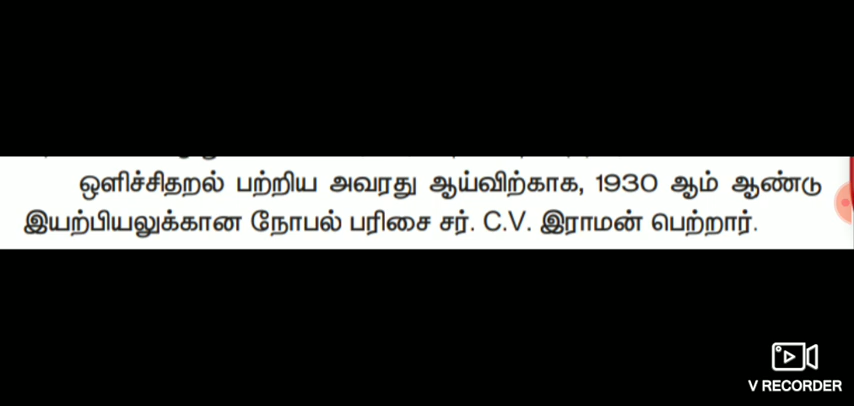 ஒளிச்சிதறல் பற்றிய அவரது ஆய்விற்காக, 1930 ஆம் ஆண்டு
இயற்பியலுக்கான நோபல் பரிசை சர். C.V. இராமன் பெற்றார்.
V RECORDER